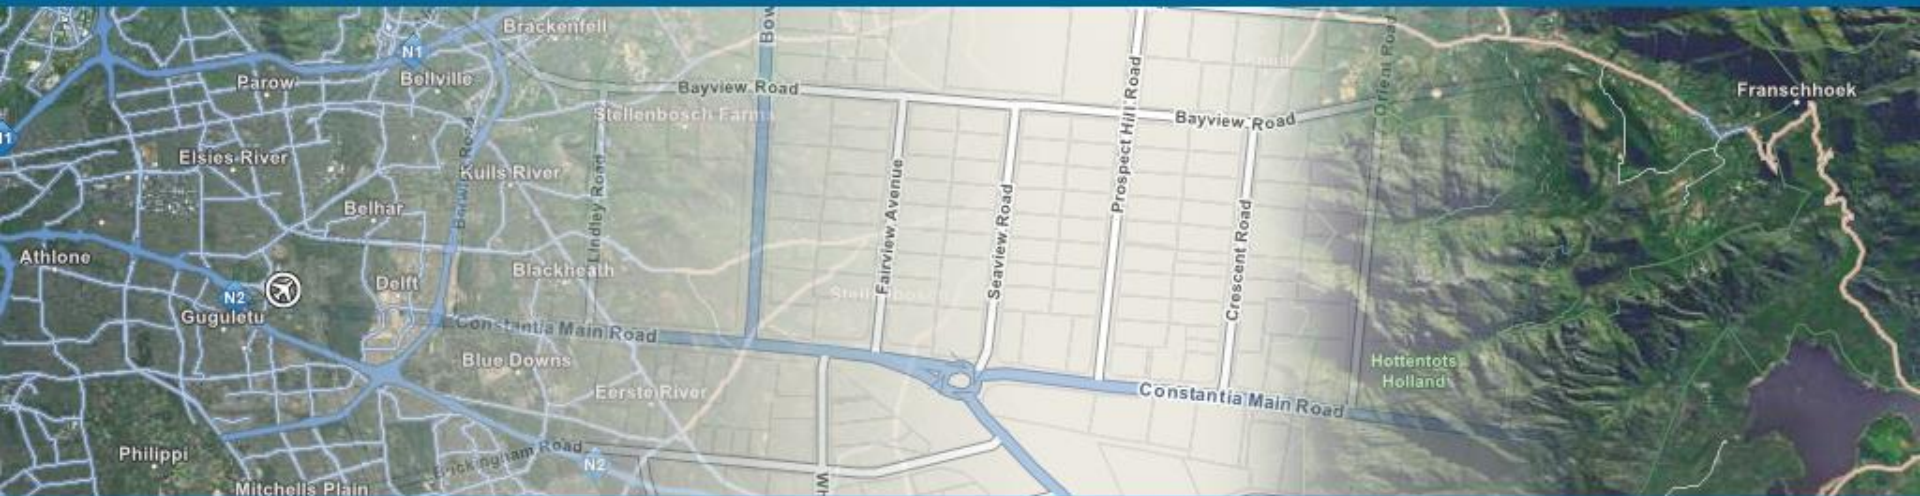 Brackenfell
N1
Bellville
Parow
Bayview Road
Stellenbosch Farms
Franschhoek
Bayview Road
Prospect Hill Road
Elsies River
Kuils River
Lindley Road
Fairview Avenue
Seaview Road
Crescent Road
Belhar
Athlone
Delft
Blackheath
N2
Guguletu
Constantia Main Road
Blue Downs
Eerste River
Hottentots
Holland
Constantia Main Road
Philippi
N2
Mitchells Plain